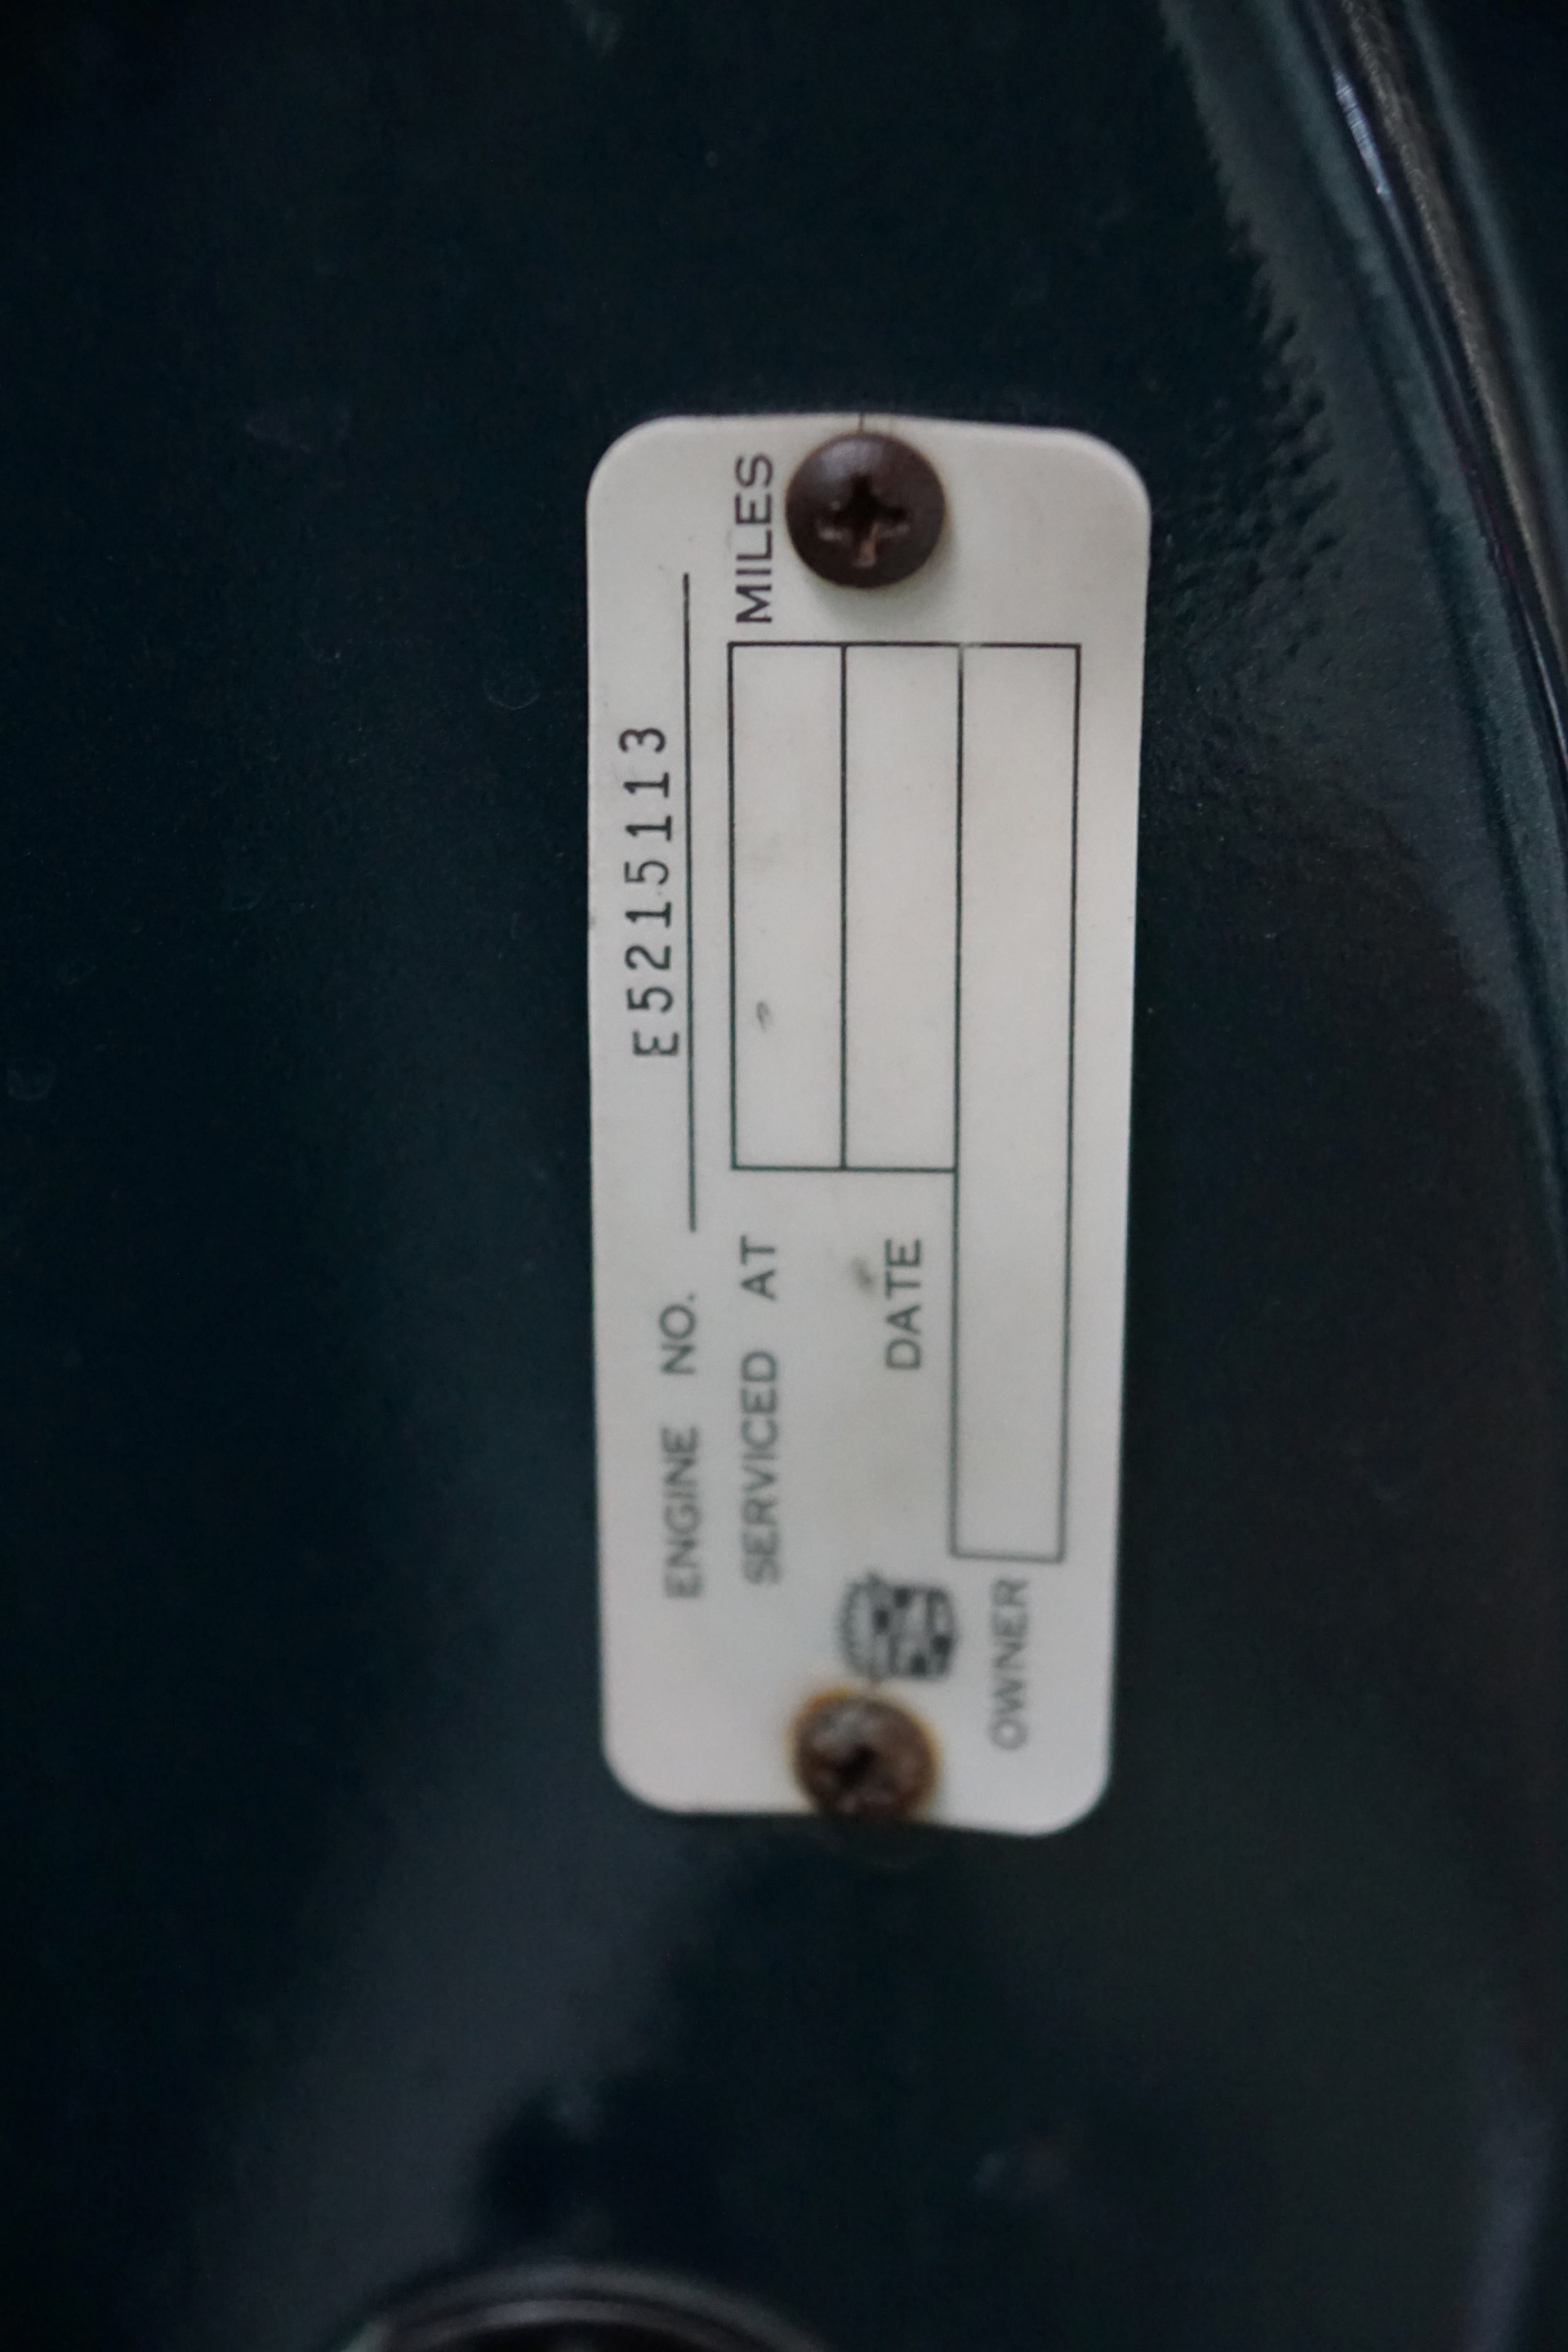 ENGINE NO. E5215113
SERVICED AT MILES
DATE
OWNER